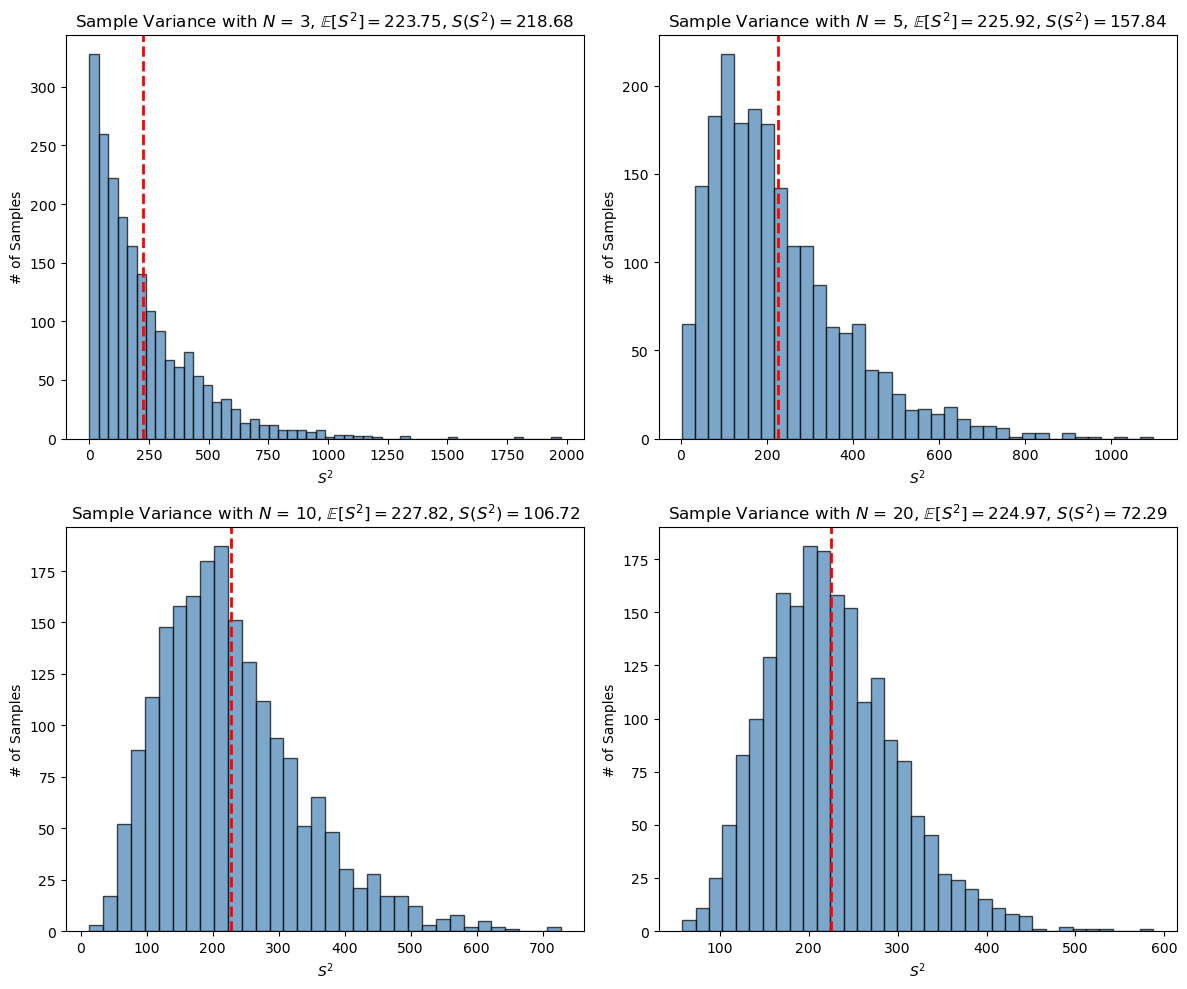 Sample Variance with N = 3, 𝔼[S²] = 223.75, S(S²) = 218.68
300
250
200
150
100
50
0
# of Samples
0 250 500 750 1000 1250 1500 1750 2000
S²
Sample Variance with N = 5, 𝔼[S²] = 225.92, S(S²) = 157.84
200
150
100
50
0
# of Samples
0 200 400 600 800 1000
S²
Sample Variance with N = 10, 𝔼[S²] = 227.82, S(S²) = 106.72
175
150
125
100
75
50
25
0
# of Samples
0 100 200 300 400 500 600 700
S²
Sample Variance with N = 20, 𝔼[S²] = 224.97, S(S²) = 72.29
175
150
125
100
75
50
25
0
# of Samples
100 200 300 400 500 600
S²